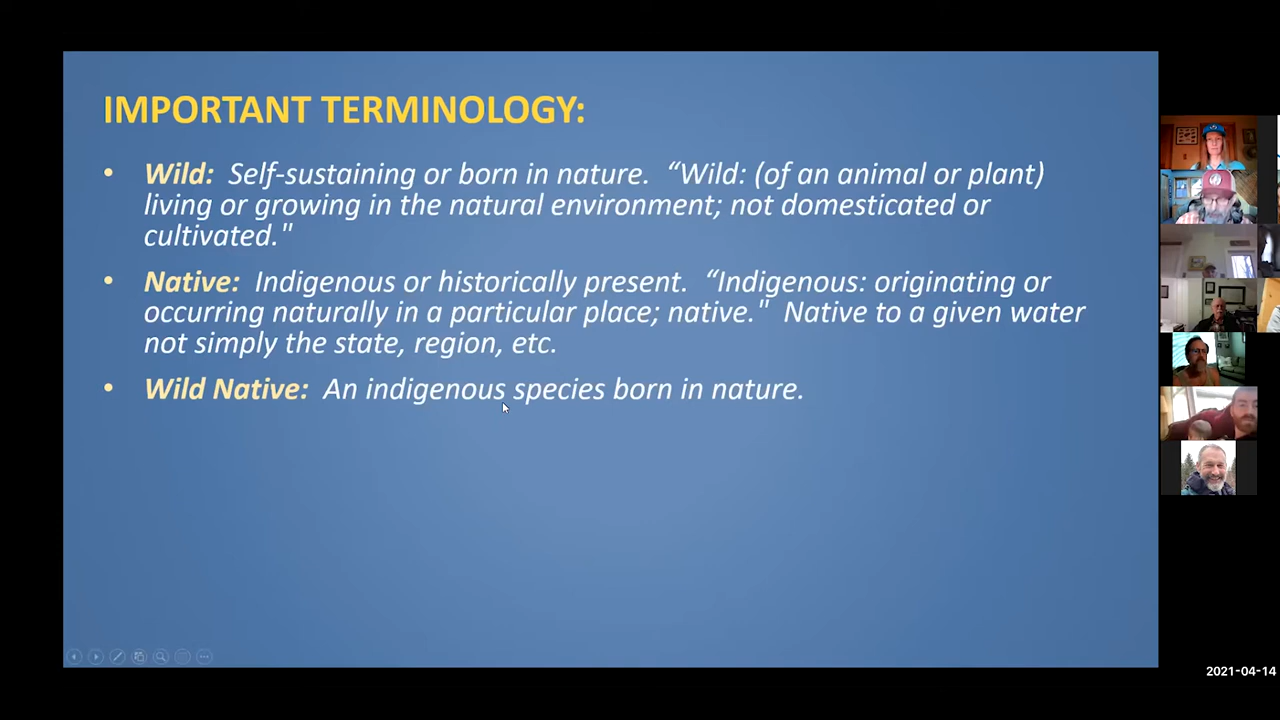 IMPORTANT TERMINOLOGY:
• Wild: Self-sustaining or born in nature. “Wild: (of an animal or plant)
living or growing in the natural environment; not domesticated or
cultivated."
• Native: Indigenous or historically present. “Indigenous: originating or
occurring naturally in a particular place; native." Native to a given water
not simply the state, region, etc.
• Wild Native: An indigenous species born in nature.
2021-04-14